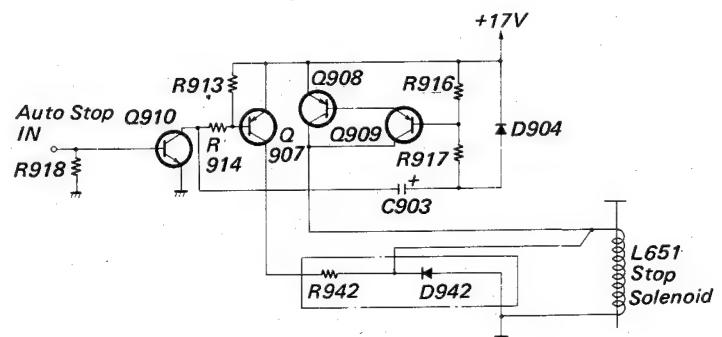 +17V
R913
Q908
R916
Auto Stop
IN
Q910
R
914
Q
907
Q909
D904
R918
R917
+
C903
L651
Stop
Solenoid
R942
D942